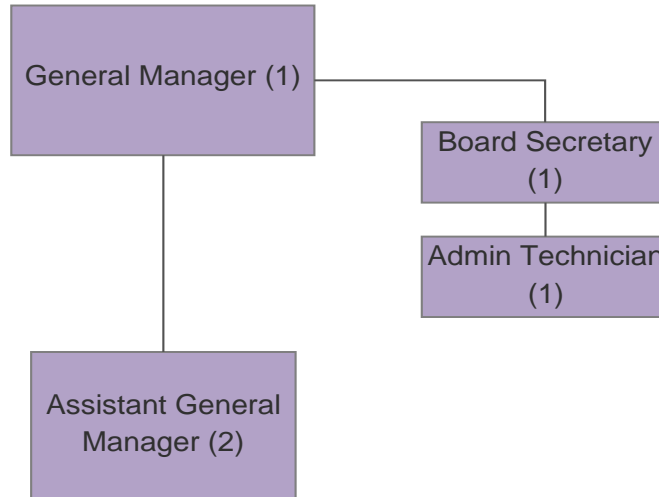 General Manager (1)
Board Secretary
(1)
Admin Technician
(1)
Assistant General
Manager (2)